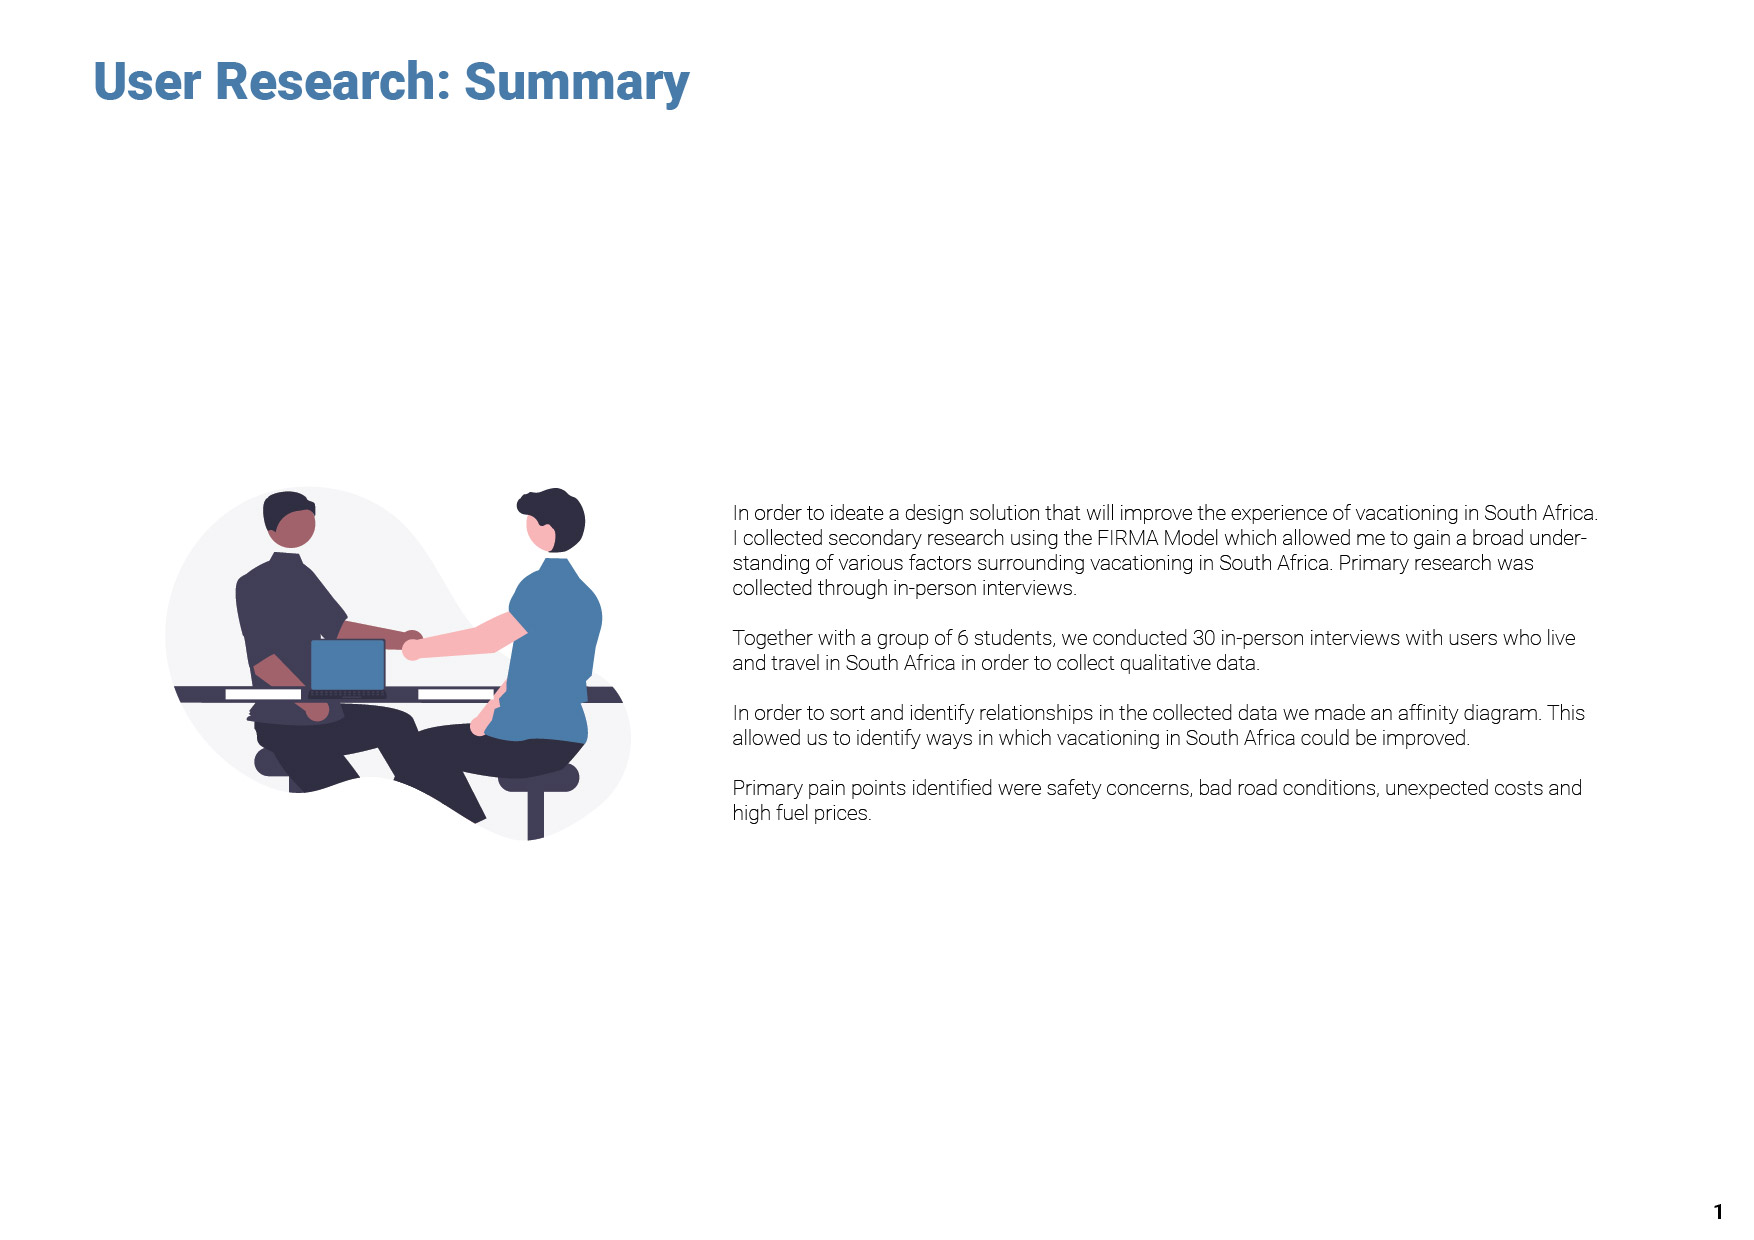 User Research: Summary
In order to ideate a design solution that will improve the experience of vacationing in South Africa.
I collected secondary research using the FIRMA Model which allowed me to gain a broad under-
standing of various factors surrounding vacationing in South Africa. Primary research was
collected through in-person interviews.
Together with a group of 6 students, we conducted 30 in-person interviews with users who live
and travel in South Africa in order to collect qualitative data.
In order to sort and identify relationships in the collected data we made an affinity diagram. This
allowed us to identify ways in which vacationing in South Africa could be improved.
Primary pain points identified were safety concerns, bad road conditions, unexpected costs and
high fuel prices.
1